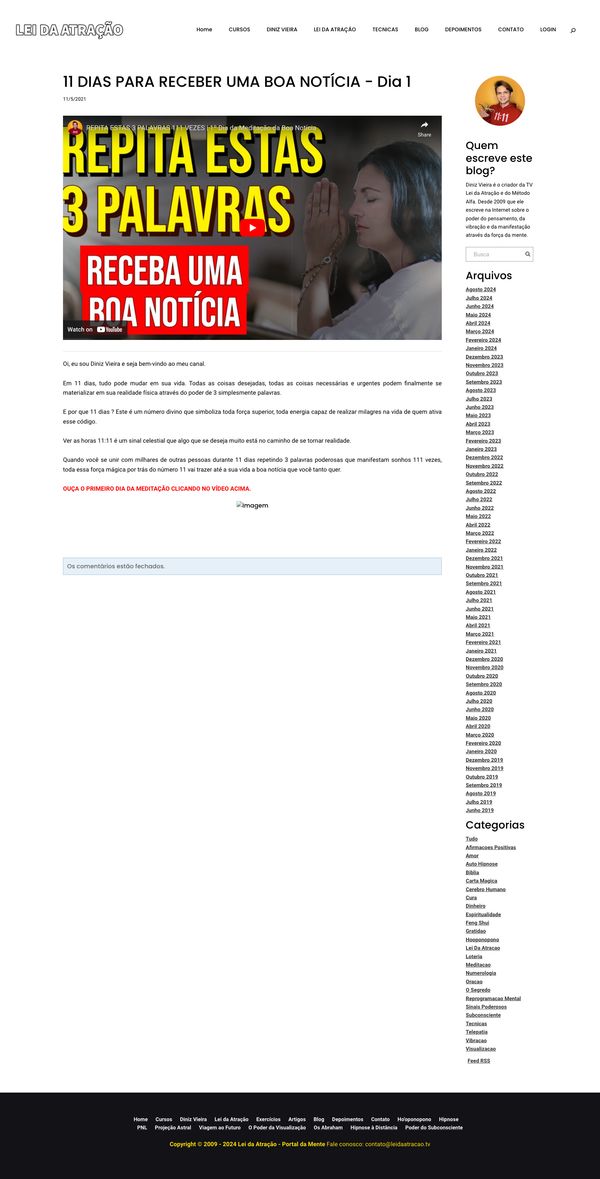 LEI DA ATRAÇÃO
Home CURSOS DINIZ VIEIRA LEI DA ATRAÇÃO TECNICAS BLOG DEPOIMENTOS CONTATO LOGIN
11 DIAS PARA RECEBER UMA BOA NOTÍCIA - Dia 1
11/5/2021
REPITA ESTAS 3 PALAVRAS 111 VEZES | 1º Dia da Meditação da Boa Notícia
Share
REPITA ESTAS
3 PALAVRAS
RECEBA UMA
BOA NOTÍCIA
Watch on YouTube
Oi, eu sou Diniz Vieira e seja bem-vindo ao meu canal.
Em 11 dias, tudo pode mudar em sua vida. Todas as coisas desejadas, todas as coisas necessárias e urgentes podem finalmente se
materializar em sua realidade física através do poder de 3 simplesmente palavras.
E por que 11 dias ? Este é um número divino que simboliza toda força superior, toda energia capaz de realizar milagres na vida de quem ativa
esse código.
Ver as horas 11:11 é um sinal celestial que algo que se deseja muito está no caminho de se tornar realidade.
Quando você se unir com milhares de outras pessoas durante 11 dias repetindo 3 palavras poderosas que manifestam sonhos 111 vezes,
toda essa força mágica por trás do número 11 vai trazer até a sua vida a boa notícia que você tanto quer.
OUÇA O PRIMEIRO DIA DA MEDITAÇÃO CLICANDO NO VÍDEO ACIMA.
Imagem
Os comentários estão fechados.
11:11
Quem
escreve este
blog?
Diniz Vieira é o criador da TV
Lei da Atração e do Método
Alfa. Desde 2009 que ele
escreve na Internet sobre o
poder do pensamento, da
vibração e da manifestação
através da força da mente.
Busca
Arquivos
Agosto 2024
Julho 2024
Junho 2024
Maio 2024
Abril 2024
Março 2024
Fevereiro 2024
Janeiro 2024
Dezembro 2023
Novembro 2023
Outubro 2023
Setembro 2023
Agosto 2023
Julho 2023
Junho 2023
Maio 2023
Abril 2023
Março 2023
Fevereiro 2023
Janeiro 2023
Dezembro 2022
Novembro 2022
Outubro 2022
Setembro 2022
Agosto 2022
Julho 2022
Junho 2022
Maio 2022
Abril 2022
Março 2022
Fevereiro 2022
Janeiro 2022
Dezembro 2021
Novembro 2021
Outubro 2021
Setembro 2021
Agosto 2021
Julho 2021
Junho 2021
Maio 2021
Abril 2021
Março 2021
Fevereiro 2021
Janeiro 2021
Dezembro 2020
Novembro 2020
Outubro 2020
Setembro 2020
Agosto 2020
Julho 2020
Junho 2020
Maio 2020
Abril 2020
Março 2020
Fevereiro 2020
Janeiro 2020
Dezembro 2019
Novembro 2019
Outubro 2019
Setembro 2019
Agosto 2019
Julho 2019
Junho 2019
Categorias
Tudo
Afirmacoes Positivas
Amor
Auto Hipnose
Biblia
Carta Magica
Cerebro Humano
Cura
Dinheiro
Espiritualidade
Feng Shui
Gratidao
Hooponopono
Lei Da Atracao
Loteria
Meditacao
Numerologia
Oracao
O Segredo
Reprogramacao Mental
Sinais Poderosos
Subconsciente
Tecnicas
Telepatia
Vibracao
Visualizacao
Feed RSS
Home Cursos Diniz Vieira Lei da Atração Exercícios Artigos Blog Depoimentos Contato Ho'oponopono Hipnose
PNL Projeção Astral Viagem ao Futuro O Poder da Visualização Os Abraham Hipnose à Distância Poder do Subconsciente
Copyright © 2009 - 2024 Lei da Atração - Portal da Mente Fale conosco: contato@leidaatracao.tv